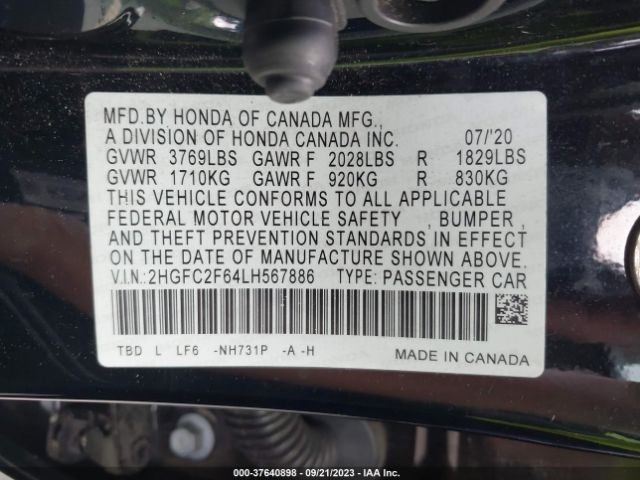 MFD.BY HONDA OF CANADA MFG.,
A DIVISION OF HONDA CANADA INC. 07/'20
GVWR 3769LBS GAWR F 2028LBS R 1829LBS
GVWR 1710KG GAWR F 920KG R 830KG
THIS VEHICLE CONFORMS TO ALL APPLICABLE
FEDERAL MOTOR VEHICLE SAFETY , BUMPER ,
AND THEFT PREVENTION STANDARDS IN EFFECT
ON THE DATE OF MANUFACTURE SHOWN ABOVE.
V.I.N.: 2HGFC2F64LH567886 TYPE: PASSENGER CAR
TBD L LF6 -NH731P -A -H MADE IN CANADA
000-37640898 - 09/21/2023 - IAA Inc.